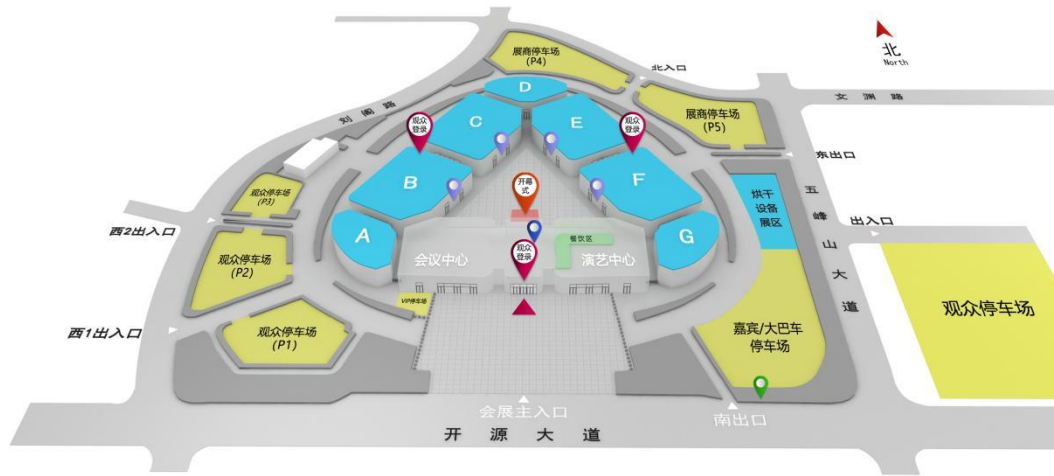 展商停车场
(P4)
北
North
北入口
刘阁路
文渊路
D
C
E
展商停车场
(P5)
观众
登录
观众
登录
东出口
B
F
开幕
式
烘干
设备
展区
五峰山大道
观众停车场
(P3)
西2出入口
出入口
A
G
餐饮区
观众
登录
会议中心
演艺中心
观众停车场
(P2)
VIP停车场
观众停车场
西1出入口
观众停车场
(P1)
嘉宾/大巴车
停车场
会展主入口
南出口
开源大道